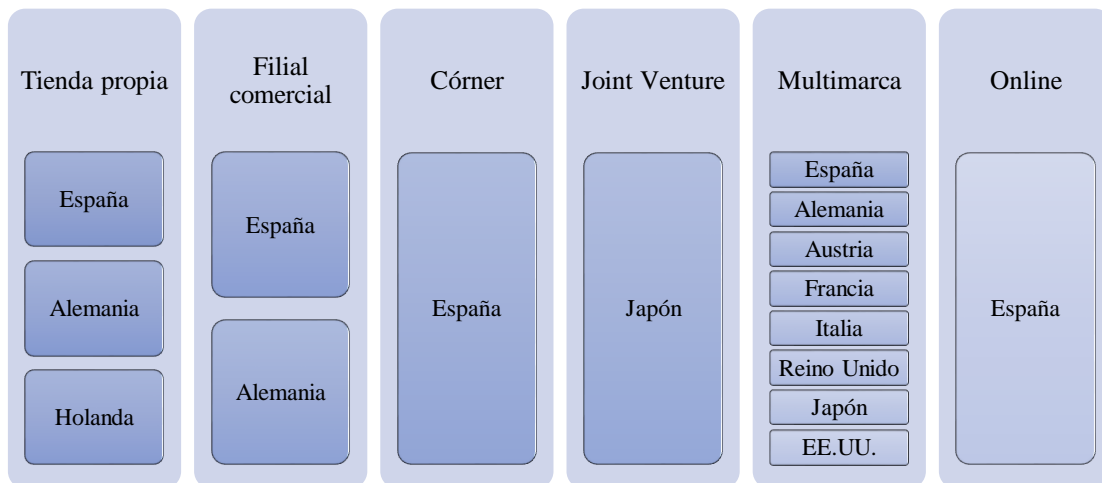 Tienda propia
España
Alemania
Holanda
Filial
comercial
España
Alemania
Córner
España
Joint Venture
Japón
Multimarca
España
Alemania
Austria
Francia
Italia
Reino Unido
Japón
EE.UU.
Online
España